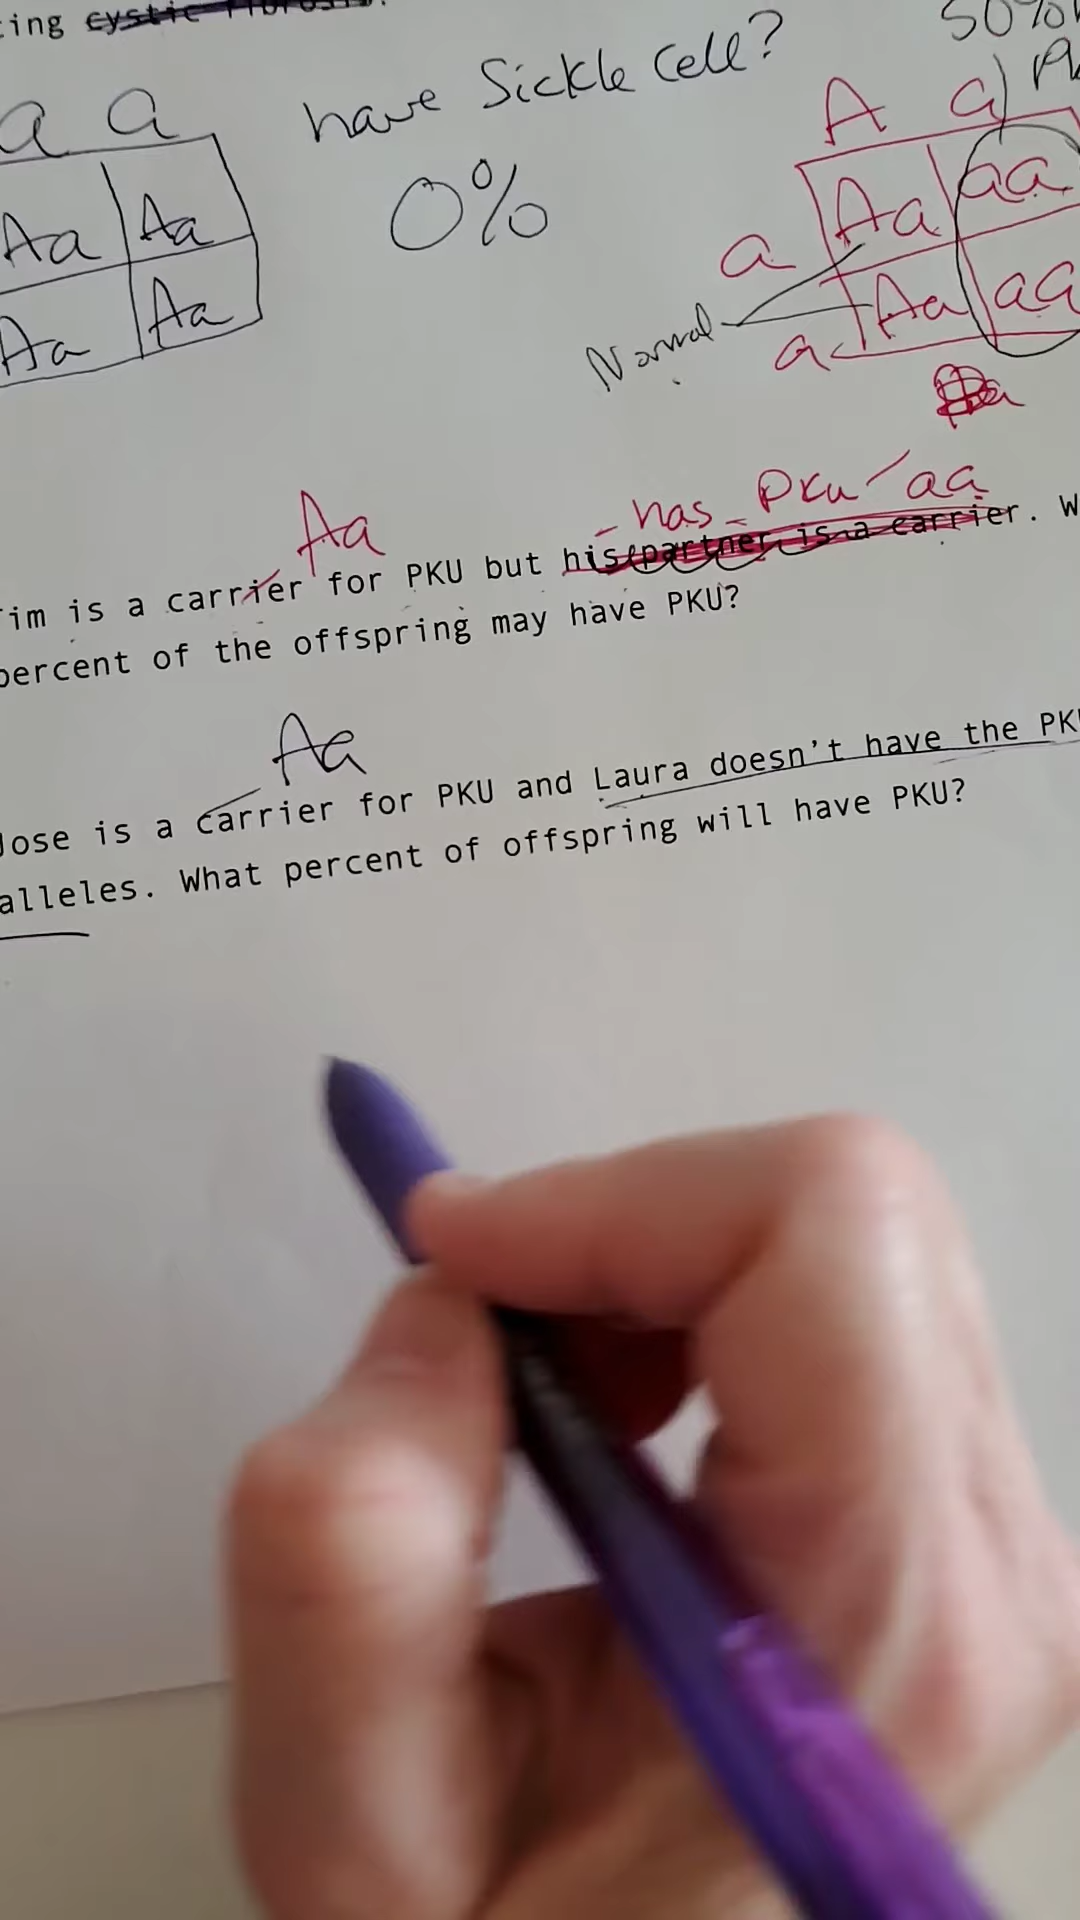 ing cystic fibrosis.
50%
have Sickle Cell?
a a
A a
0%
Aa Aa
Aa aa
a
Aa Aa
Aa aa
Normal
a
has PKU aa
Aa
Tim is a carrier for PKU but his partner is a carrier.
percent of the offspring may have PKU?
Aa
Jose is a carrier for PKU and Laura doesn't have the PKU
alleles. What percent of offspring will have PKU?